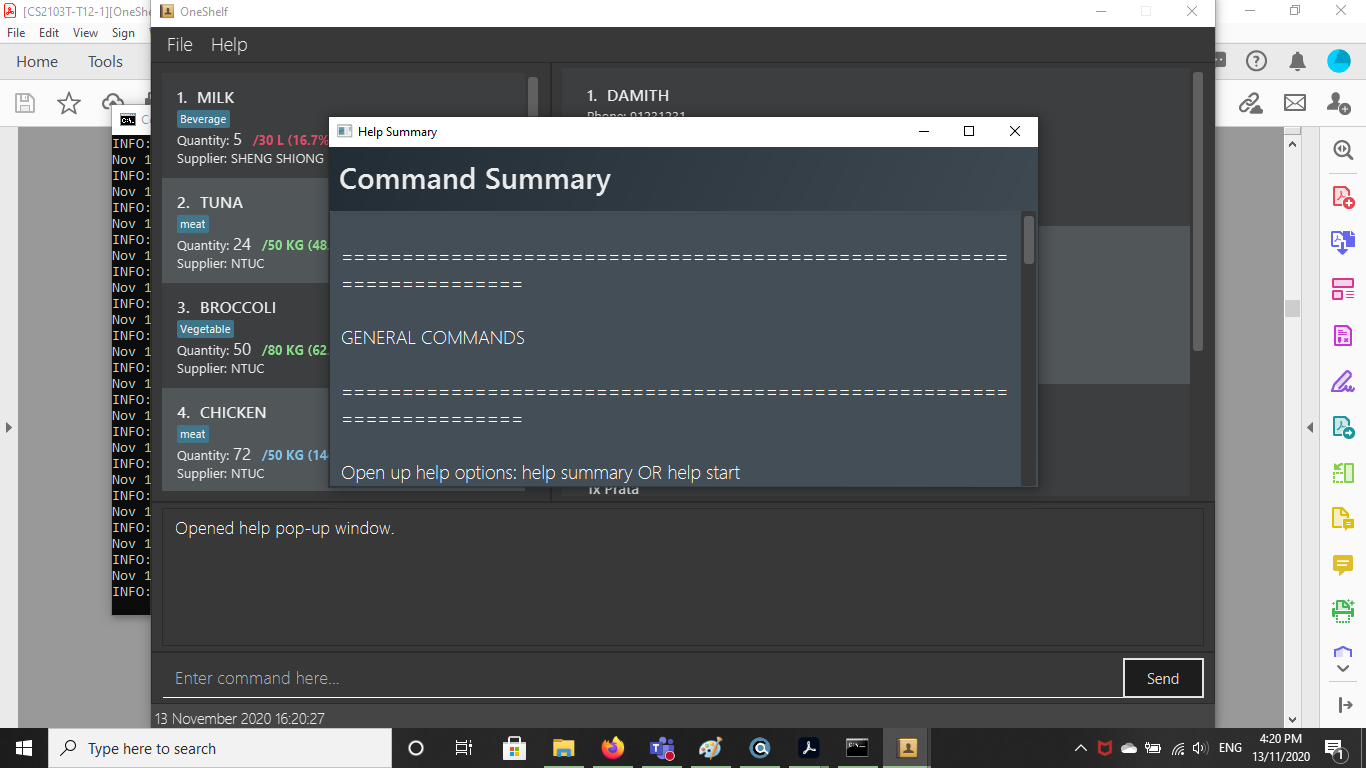 [CS2103T-T12-1][OneShe
File Edit View Sign
Home Tools
INFO:
Nov 1
INFO:
Nov 1
INFO:
Nov 1
INFO:
Nov 1
INFO:
Nov 1
INFO:
Nov 1
INFO:
Nov 1
INFO:
Nov 1
INFO:
Nov 1
INFO:
Nov 1
INFO:
Nov 1
INFO:
Nov 1
INFO:
Nov 1
INFO:
Nov 1
INFO:
OneShelf
File Help
1. MILK
Beverage
Quantity: 5 /30 L (16.7%
Supplier: SHENG SHIONG
2. TUNA
meat
Quantity: 24 /50 KG (48.
Supplier: NTUC
3. BROCCOLI
Vegetable
Quantity: 50 /80 KG (62.
Supplier: NTUC
4. CHICKEN
meat
Quantity: 72 /50 KG (14
Supplier: NTUC
1. DAMITH
Phone: 91231231
1x Prata
Help Summary
Command Summary
=======================================================
===============
GENERAL COMMANDS
=======================================================
===============
Open up help options: help summary OR help start
Opened help pop-up window.
Enter command here...
Send
13 November 2020 16:20:27
Type here to search
ENG
4:20 PM
13/11/2020
1